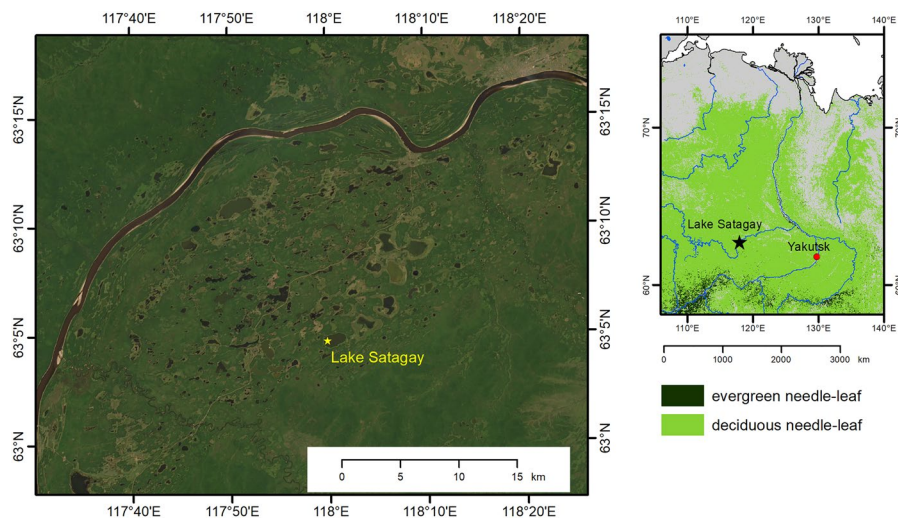 117°40'E
117°50'E
118°E
118°10'E
118°20'E
63°15'N
63°10'N
63°5'N
63°N
63°15'N
63°10'N
63°5'N
63°N
Lake Satagay
0
5
10
15
km
117°40'E
117°50'E
118°E
118°10'E
118°20'E
110°E
120°E
130°E
140°E
70°N
60°N
70°N
60°N
Lake Satagay
Yakutsk
110°E
120°E
130°E
140°E
0
1000
2000
3000
km
evergreen needle-leaf
deciduous needle-leaf